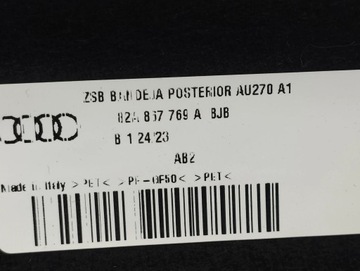 ZSB BANDEJA POSTERIOR AU270 A1
82A 867 769 A BJB
B 1 24/23
AB2
Made in Italy >PET< >PP-GF50< >PET<